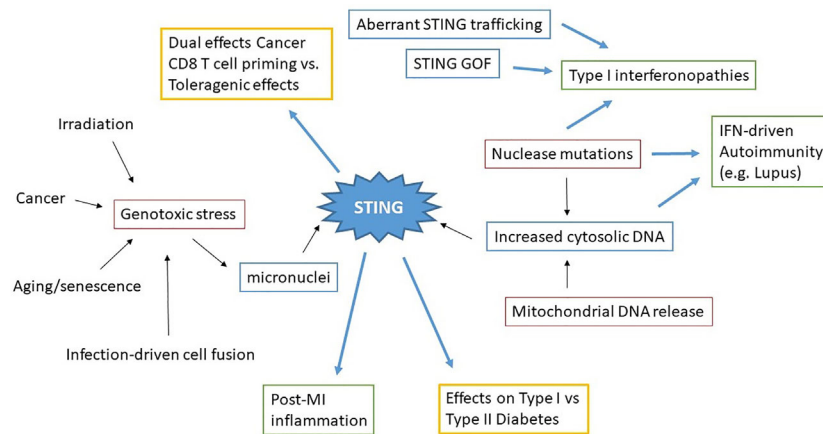 Aberrant STING trafficking
Dual effects Cancer
CD8 T cell priming vs.
Toleragenic effects
STING GOF
Type I interferonopathies
Irradiation
IFN-driven
Autoimmunity
(e.g. Lupus)
Nuclease mutations
Cancer
Genotoxic stress
STING
Increased cytosolic DNA
micronuclei
Aging/senescence
Mitochondrial DNA release
Infection-driven cell fusion
Post-MI
inflammation
Effects on Type I vs
Type II Diabetes